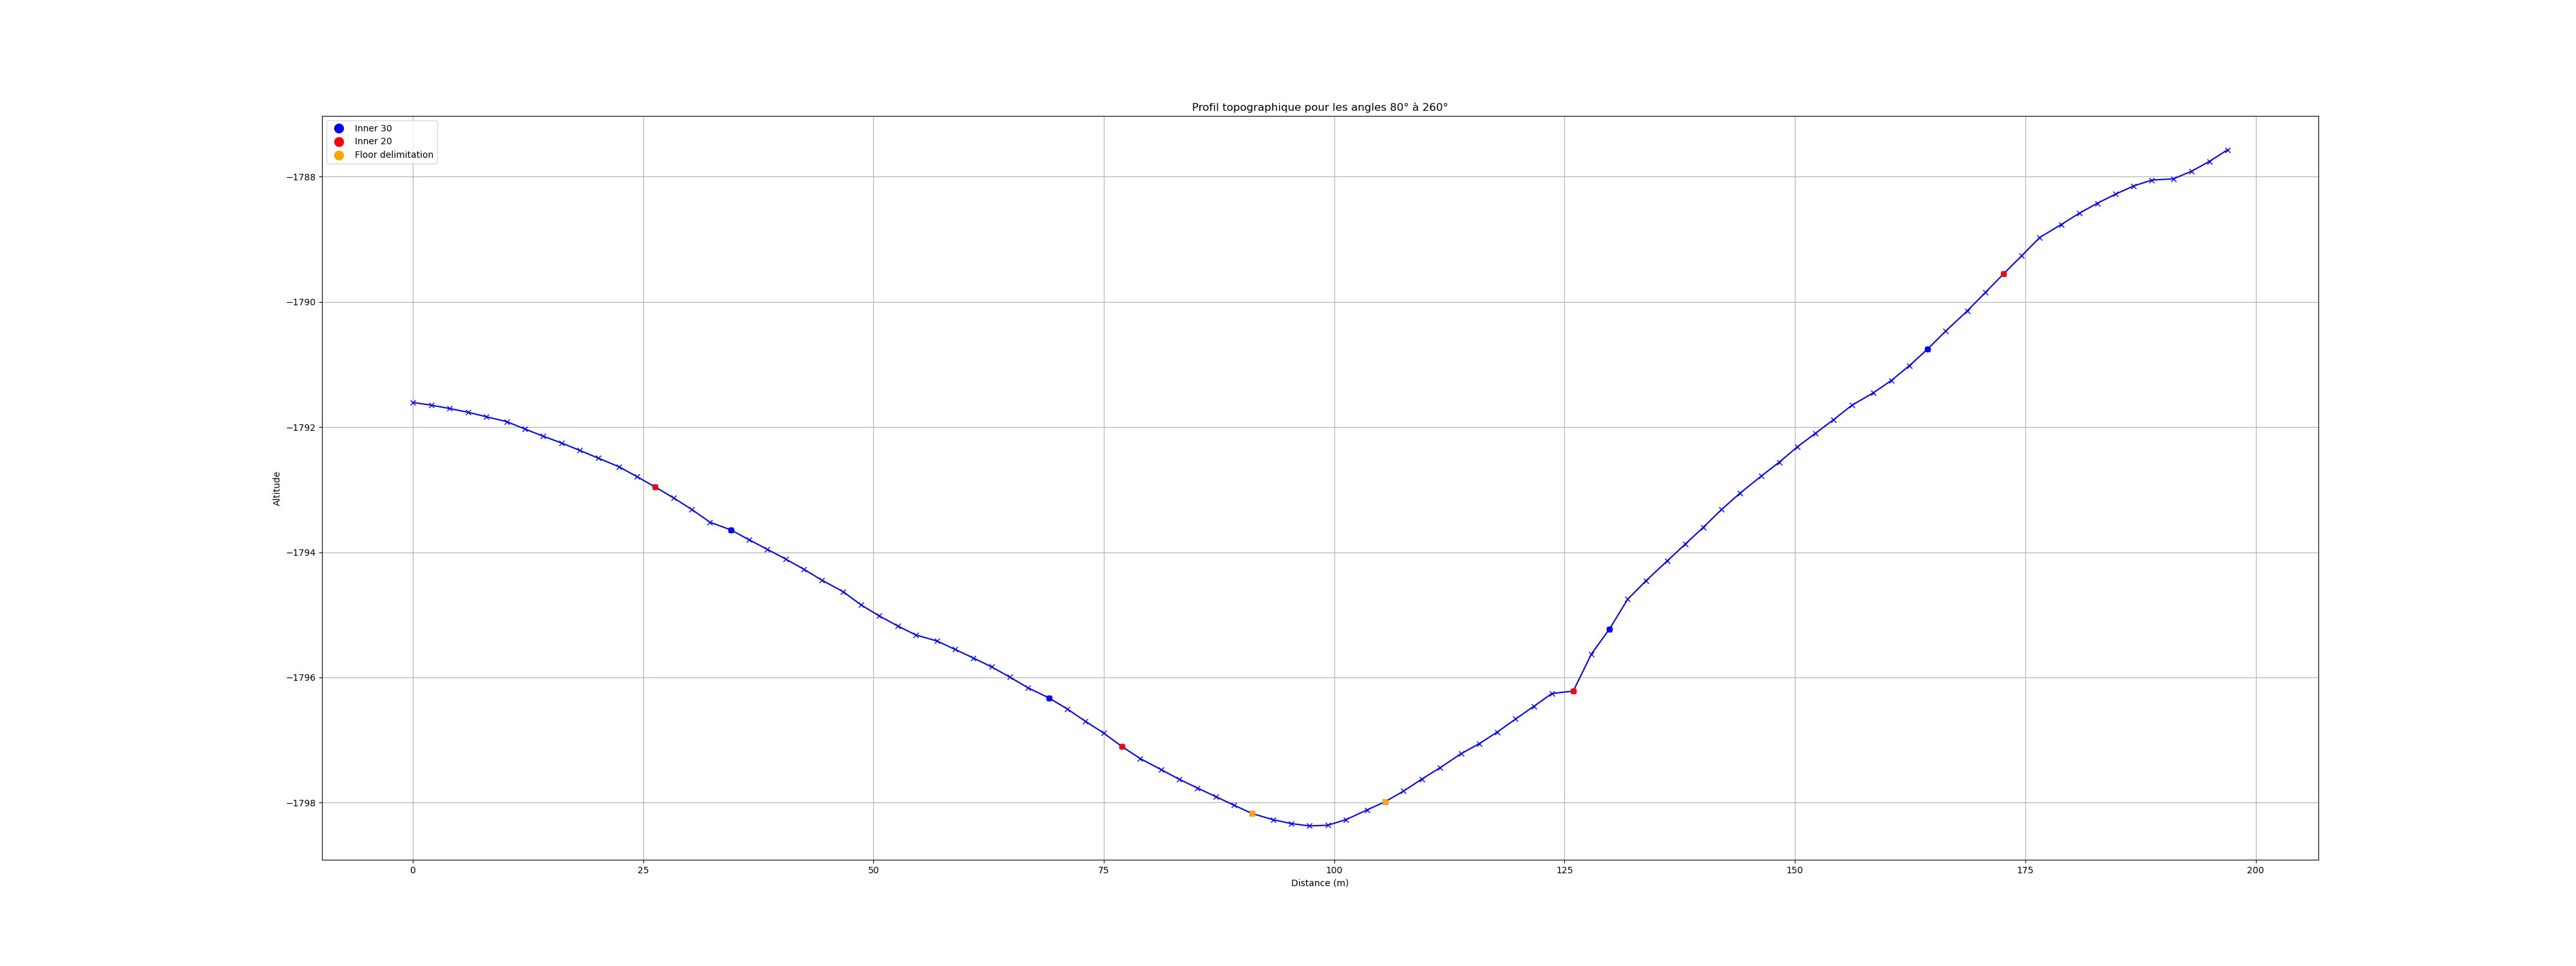 Profil topographique pour les angles 80° à 260°
Inner 30
Inner 20
Floor delimitation
−1788
−1790
−1792
−1794
−1796
−1798
Altitude
0 25 50 75 100 125 150 175 200
Distance (m)